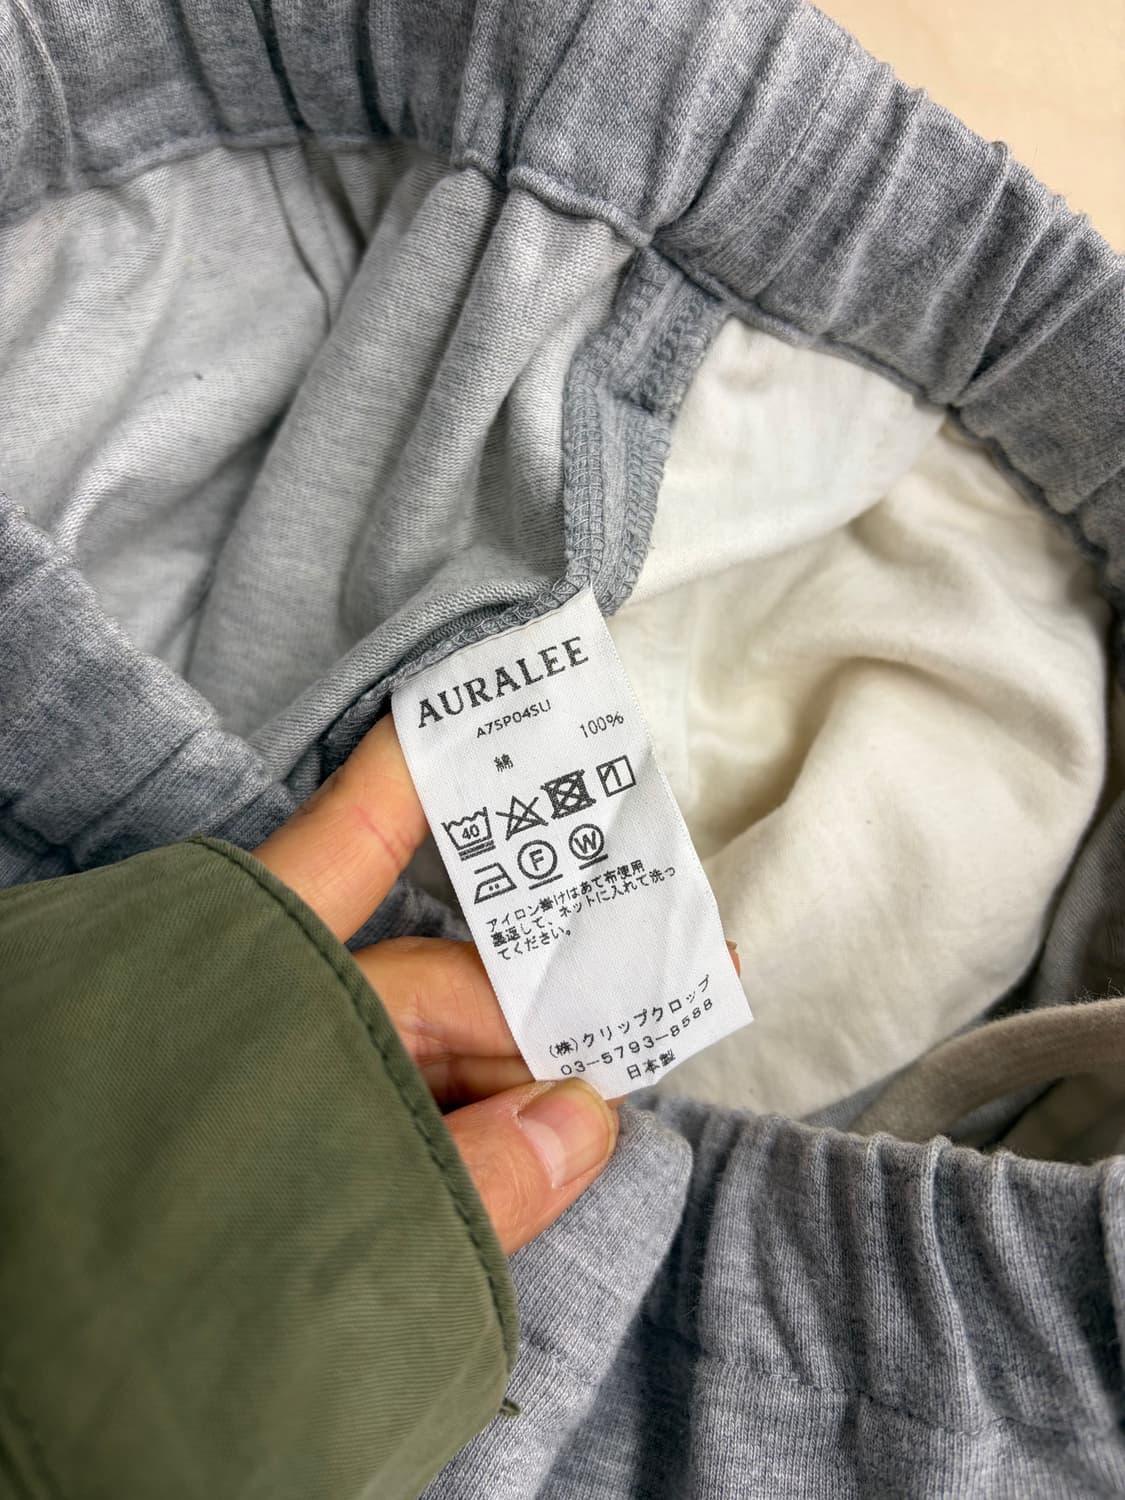 AURALEE
A7SP04SU
綿 100%
40
F W
アイロン掛けはあて布使用
裏返して、ネットに入れて洗っ
てください。
(株)クリップクロップ
03-5793-8588
日本製